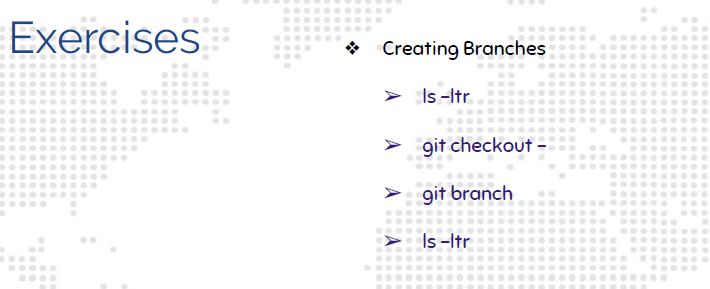 Exercises
❖ Creating Branches
➢ ls –ltr
➢ git checkout –
➢ git branch
➢ ls –ltr